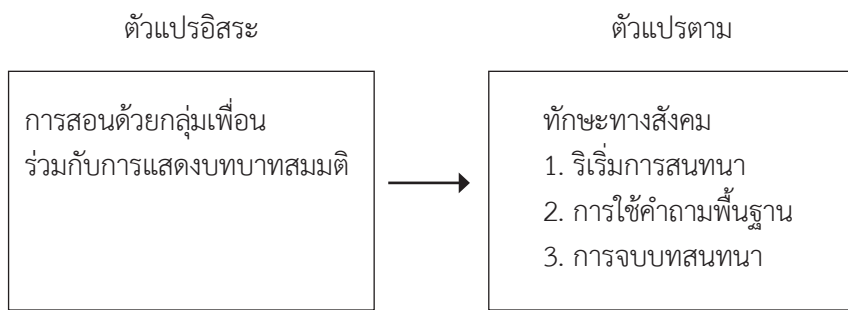 ตัวแปรอิสระ
ตัวแปรตาม
การสอนด้วยกลุ่มเพื่อน
ร่วมกับการแสดงบทบาทสมมติ
ทักษะทางสังคม
1. ริเริ่มการสนทนา
2. การใช้คำถามพื้นฐาน
3. การจบบทสนทนา